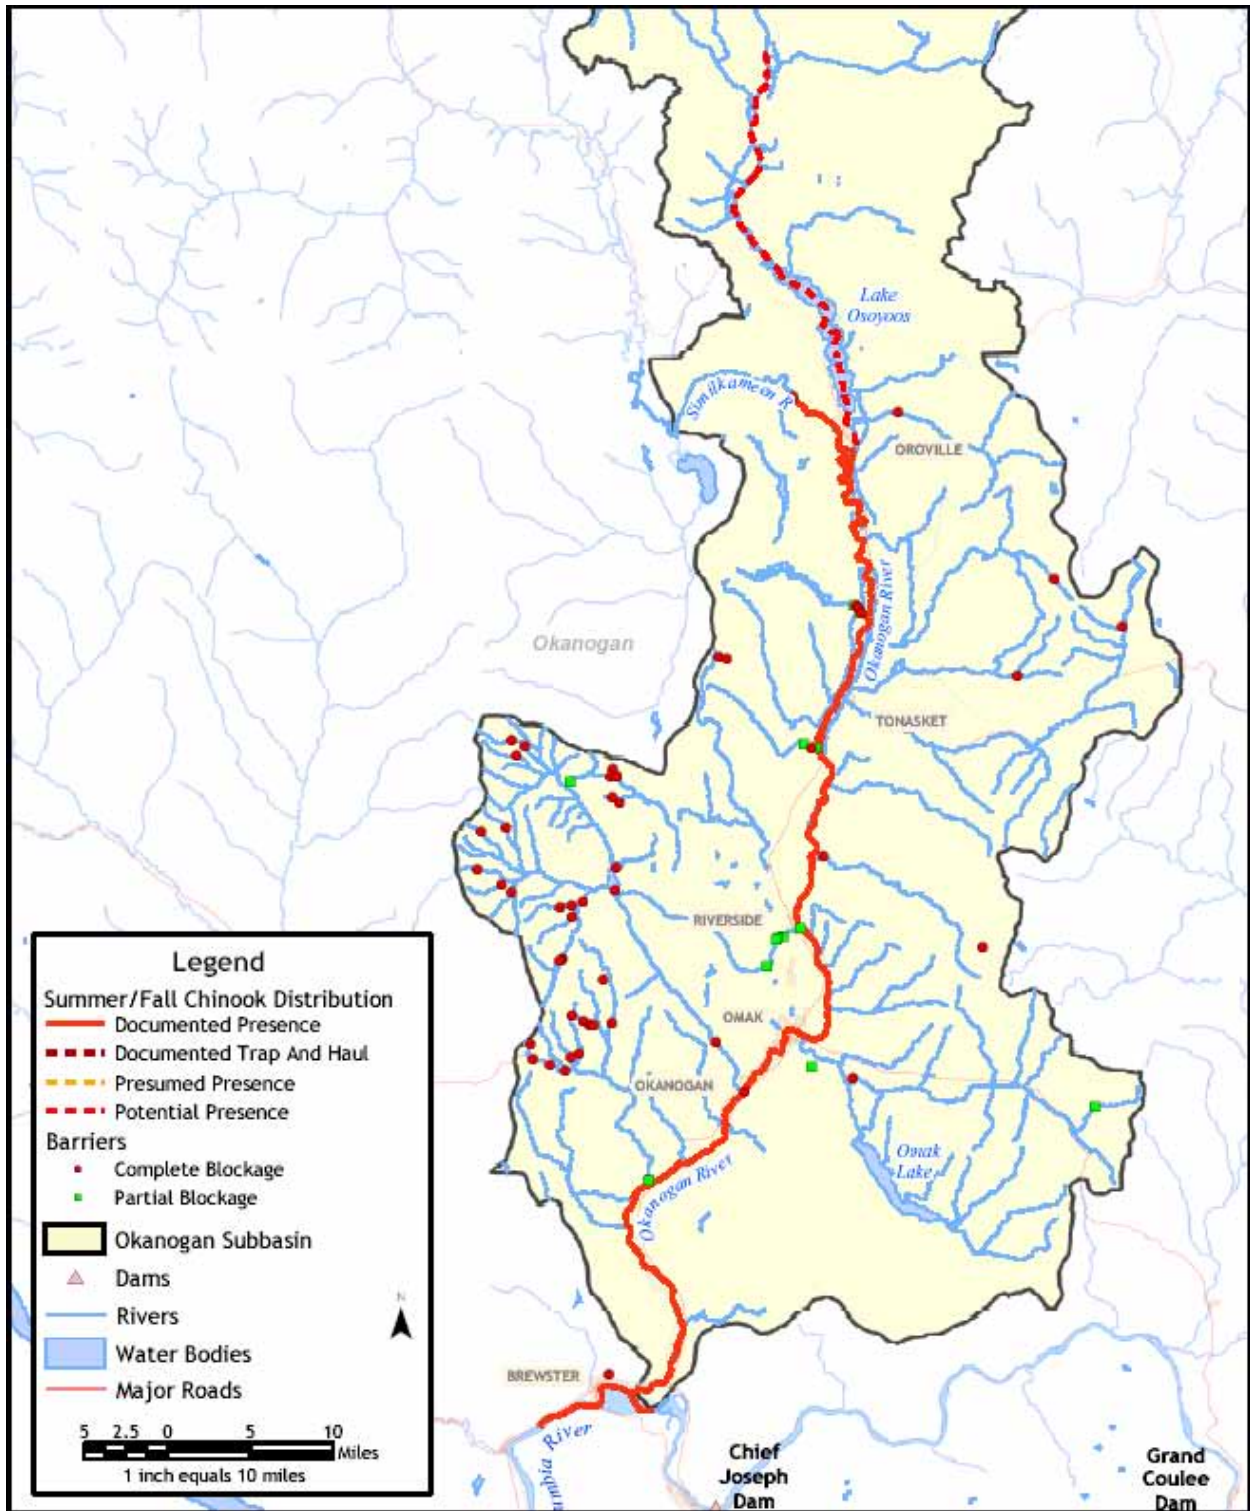 Lake
Osoyoos
Similkameen R
OROVILLE
Okanogan River
Okanogan
TONASKET
RIVERSIDE
OMAK
OKANOGAN
Omak
Lake
Okanogan River
BREWSTER
umbia River
Chief
Joseph
Dam
Grand
Coulee
Dam
Legend
Summer/Fall Chinook Distribution
Documented Presence
Documented Trap And Haul
Presumed Presence
Potential Presence
Barriers
Complete Blockage
Partial Blockage
Okanogan Subbasin
Dams
Rivers
Water Bodies
Major Roads
N
5 2.5 0 5 10
Miles
1 inch equals 10 miles